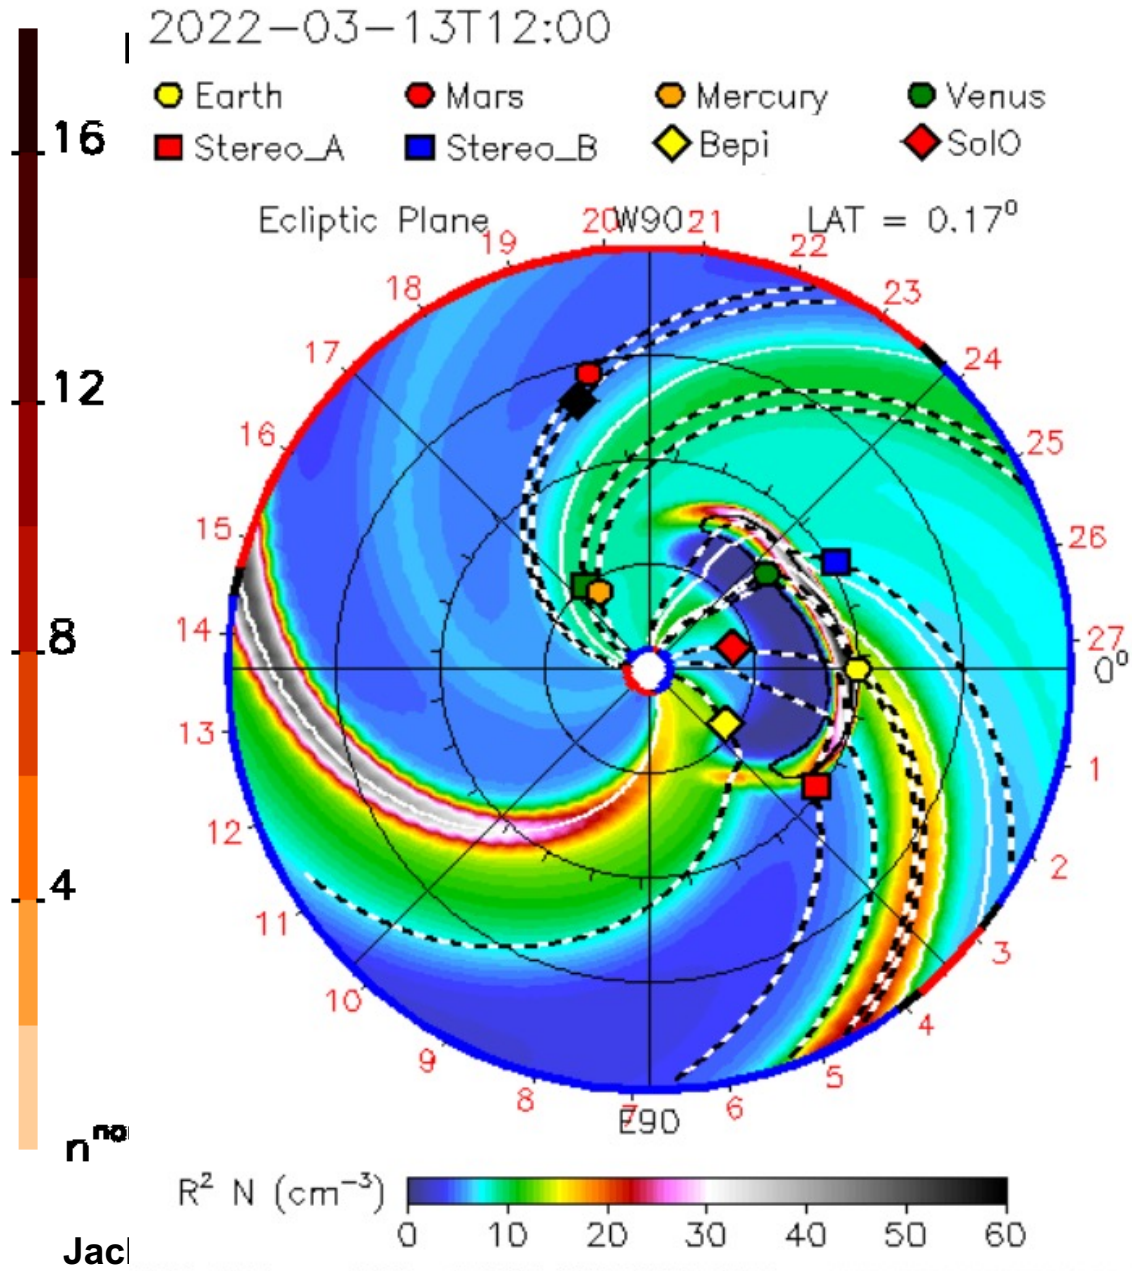 2022-03-13T12:00
Earth Mars Mercury Venus
Stereo_A Stereo_B Bepi SolO
Ecliptic Plane W90 LAT = 0.17⁰
20 21
19 22
18 23
17 24
16 25
15 26
14 27
0⁰
13 1
12 2
11 3
10 4
9 5
8 7 6
E90
R² N (cm⁻³)
0 10 20 30 40 50 60
16
12
8
4